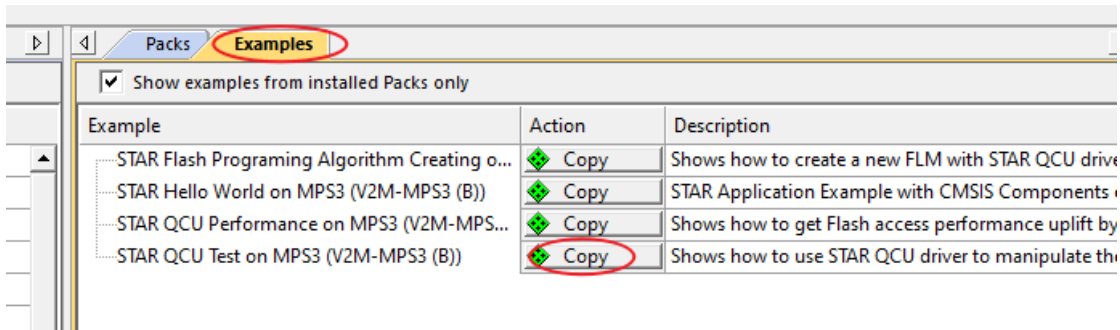 Packs Examples
Show examples from installed Packs only
Example Action Description
STAR Flash Programing Algorithm Creating o... Copy Shows how to create a new FLM with STAR QCU drive
STAR Hello World on MPS3 (V2M-MPS3 (B)) Copy STAR Application Example with CMSIS Components
STAR QCU Performance on MPS3 (V2M-MPS... Copy Shows how to get Flash access performance uplift by
STAR QCU Test on MPS3 (V2M-MPS3 (B)) Copy Shows how to use STAR QCU driver to manipulate the